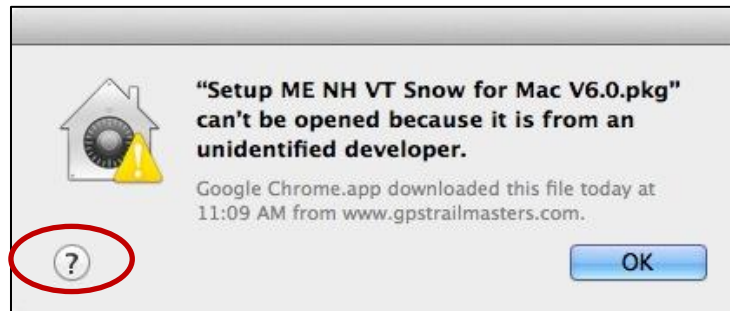 “Setup ME NH VT Snow for Mac V6.0.pkg”
can’t be opened because it is from an
unidentified developer.
Google Chrome.app downloaded this file today at
11:09 AM from www.gpstrailmasters.com.
?
OK